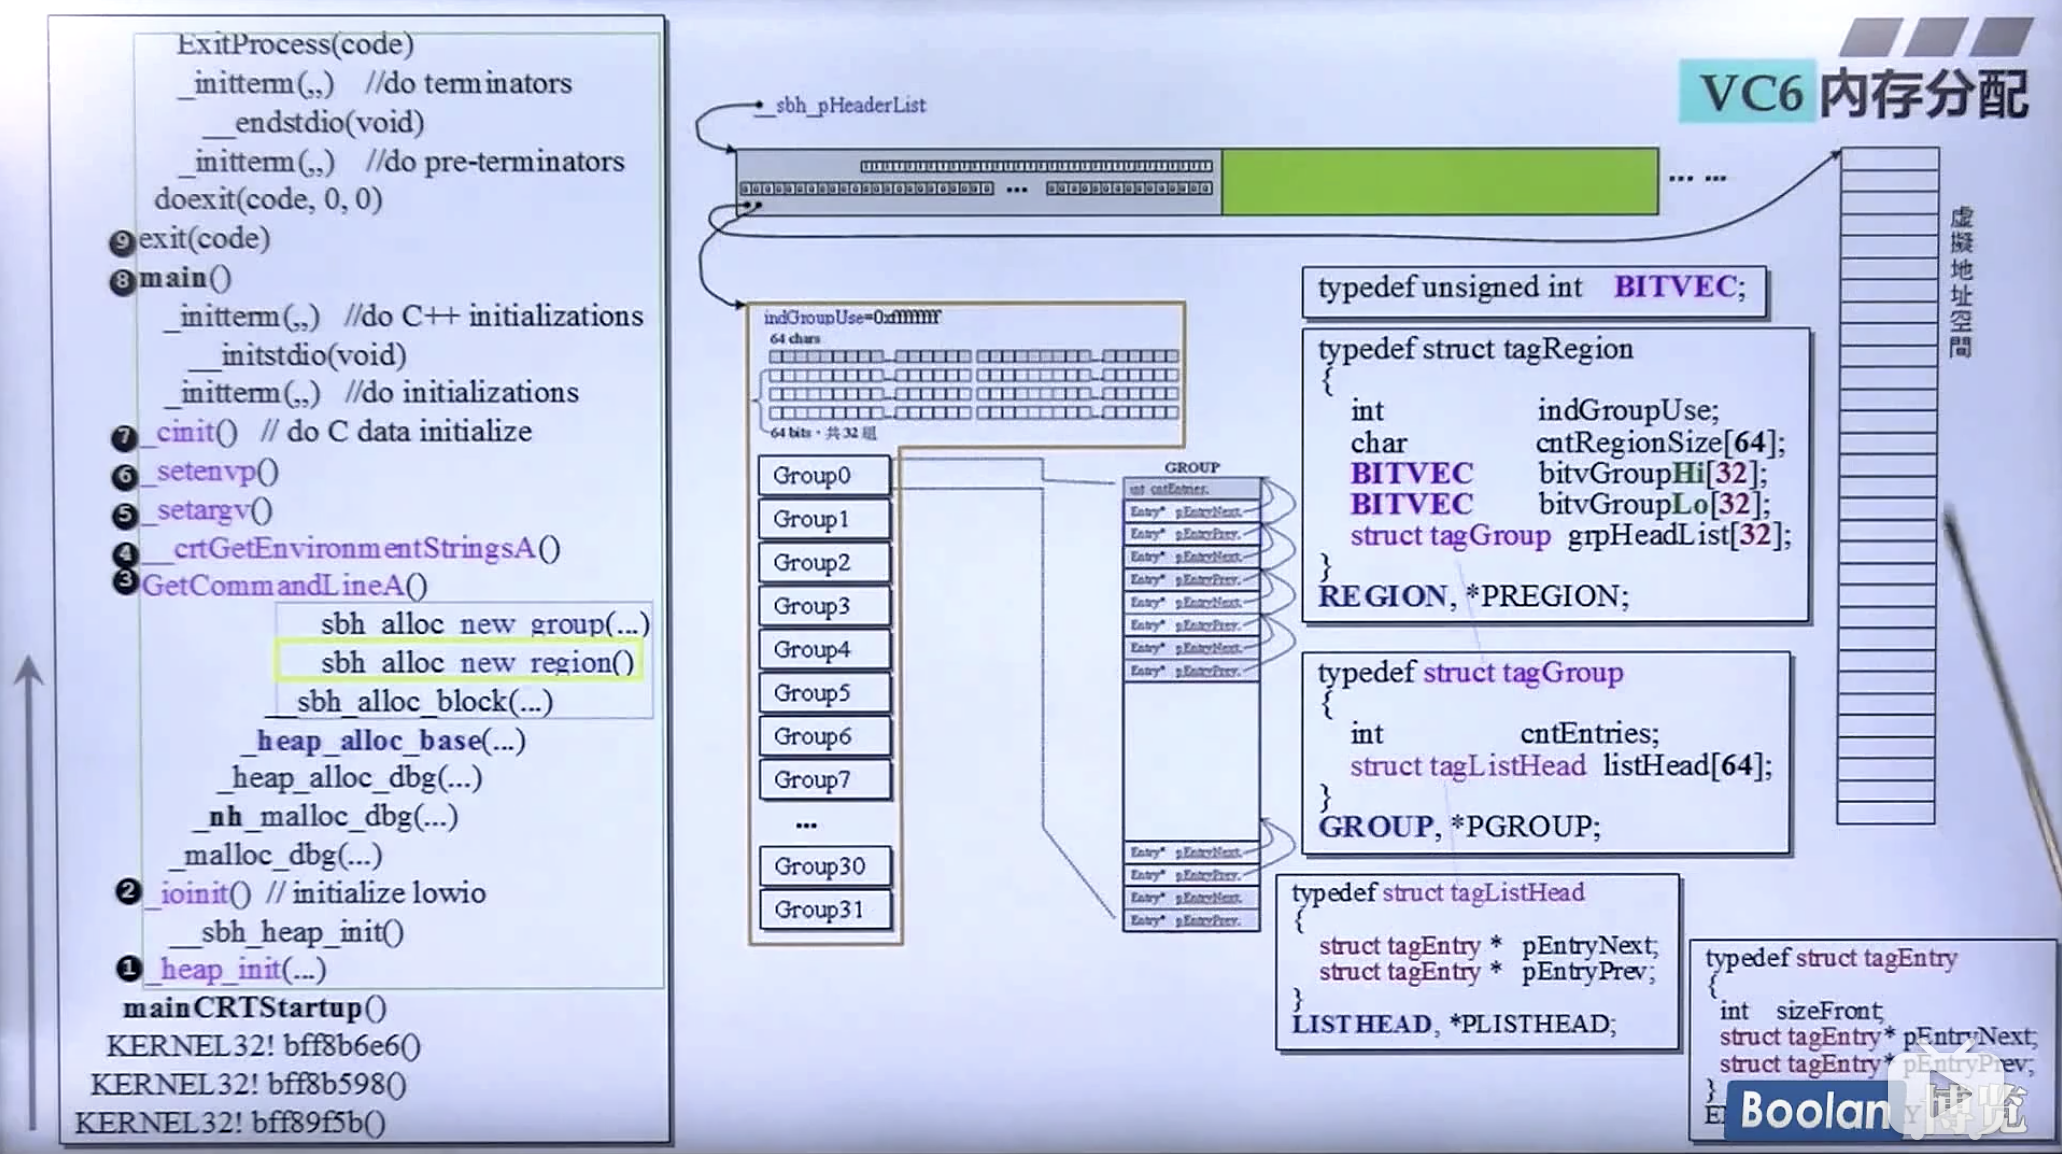 VC6 内存分配
ExitProcess(code)
_initterm(,,) //do terminators
__endstdio(void)
_initterm(,,) //do pre-terminators
doexit(code, 0, 0)
9 exit(code)
8 main()
_initterm(,,) //do C++ initializations
__initstdio(void)
_initterm(,,) //do initializations
7 _cinit() // do C data initialize
6 _setenvp()
5 _setargv()
4 __crtGetEnvironmentStringsA()
3 GetCommandLineA()
sbh alloc new group(...)
sbh alloc new region()
__sbh_alloc_block(...)
_heap_alloc_base(...)
_heap_alloc_dbg(...)
_nh_malloc_dbg(...)
_malloc_dbg(...)
2 _ioinit() // initialize lowio
__sbh_heap_init()
1 _heap_init(...)
mainCRTStartup()
KERNEL32! bff8b6e6()
KERNEL32! bff8b598()
KERNEL32! bff89f5b()
__sbh_pHeaderList
... ...
虛擬地址空間
indGroupUse=0xffffffff
64 chars
64 bits,共 32 組
Group0
Group1
Group2
Group3
Group4
Group5
Group6
Group7
...
Group30
Group31
GROUP
int cntEntries;
Entry* pEntryNext;
Entry* pEntryPrev;
Entry* pEntryNext;
Entry* pEntryPrev;
Entry* pEntryNext;
Entry* pEntryPrev;
Entry* pEntryNext;
Entry* pEntryPrev;
Entry* pEntryNext;
Entry* pEntryPrev;
Entry* pEntryNext;
Entry* pEntryPrev;
typedef unsigned int BITVEC;
typedef struct tagRegion
{
int indGroupUse;
char cntRegionSize[64];
BITVEC bitvGroupHi[32];
BITVEC bitvGroupLo[32];
struct tagGroup grpHeadList[32];
}
REGION, *PREGION;
typedef struct tagGroup
{
int cntEntries;
struct tagListHead listHead[64];
}
GROUP, *PGROUP;
typedef struct tagListHead
{
struct tagEntry * pEntryNext;
struct tagEntry * pEntryPrev;
}
LISTHEAD, *PLISTHEAD;
typedef struct tagEntry
{
int sizeFront;
struct tagEntry* pEntryNext;
struct tagEntry* pEntryPrev;
}
Boolan 博览